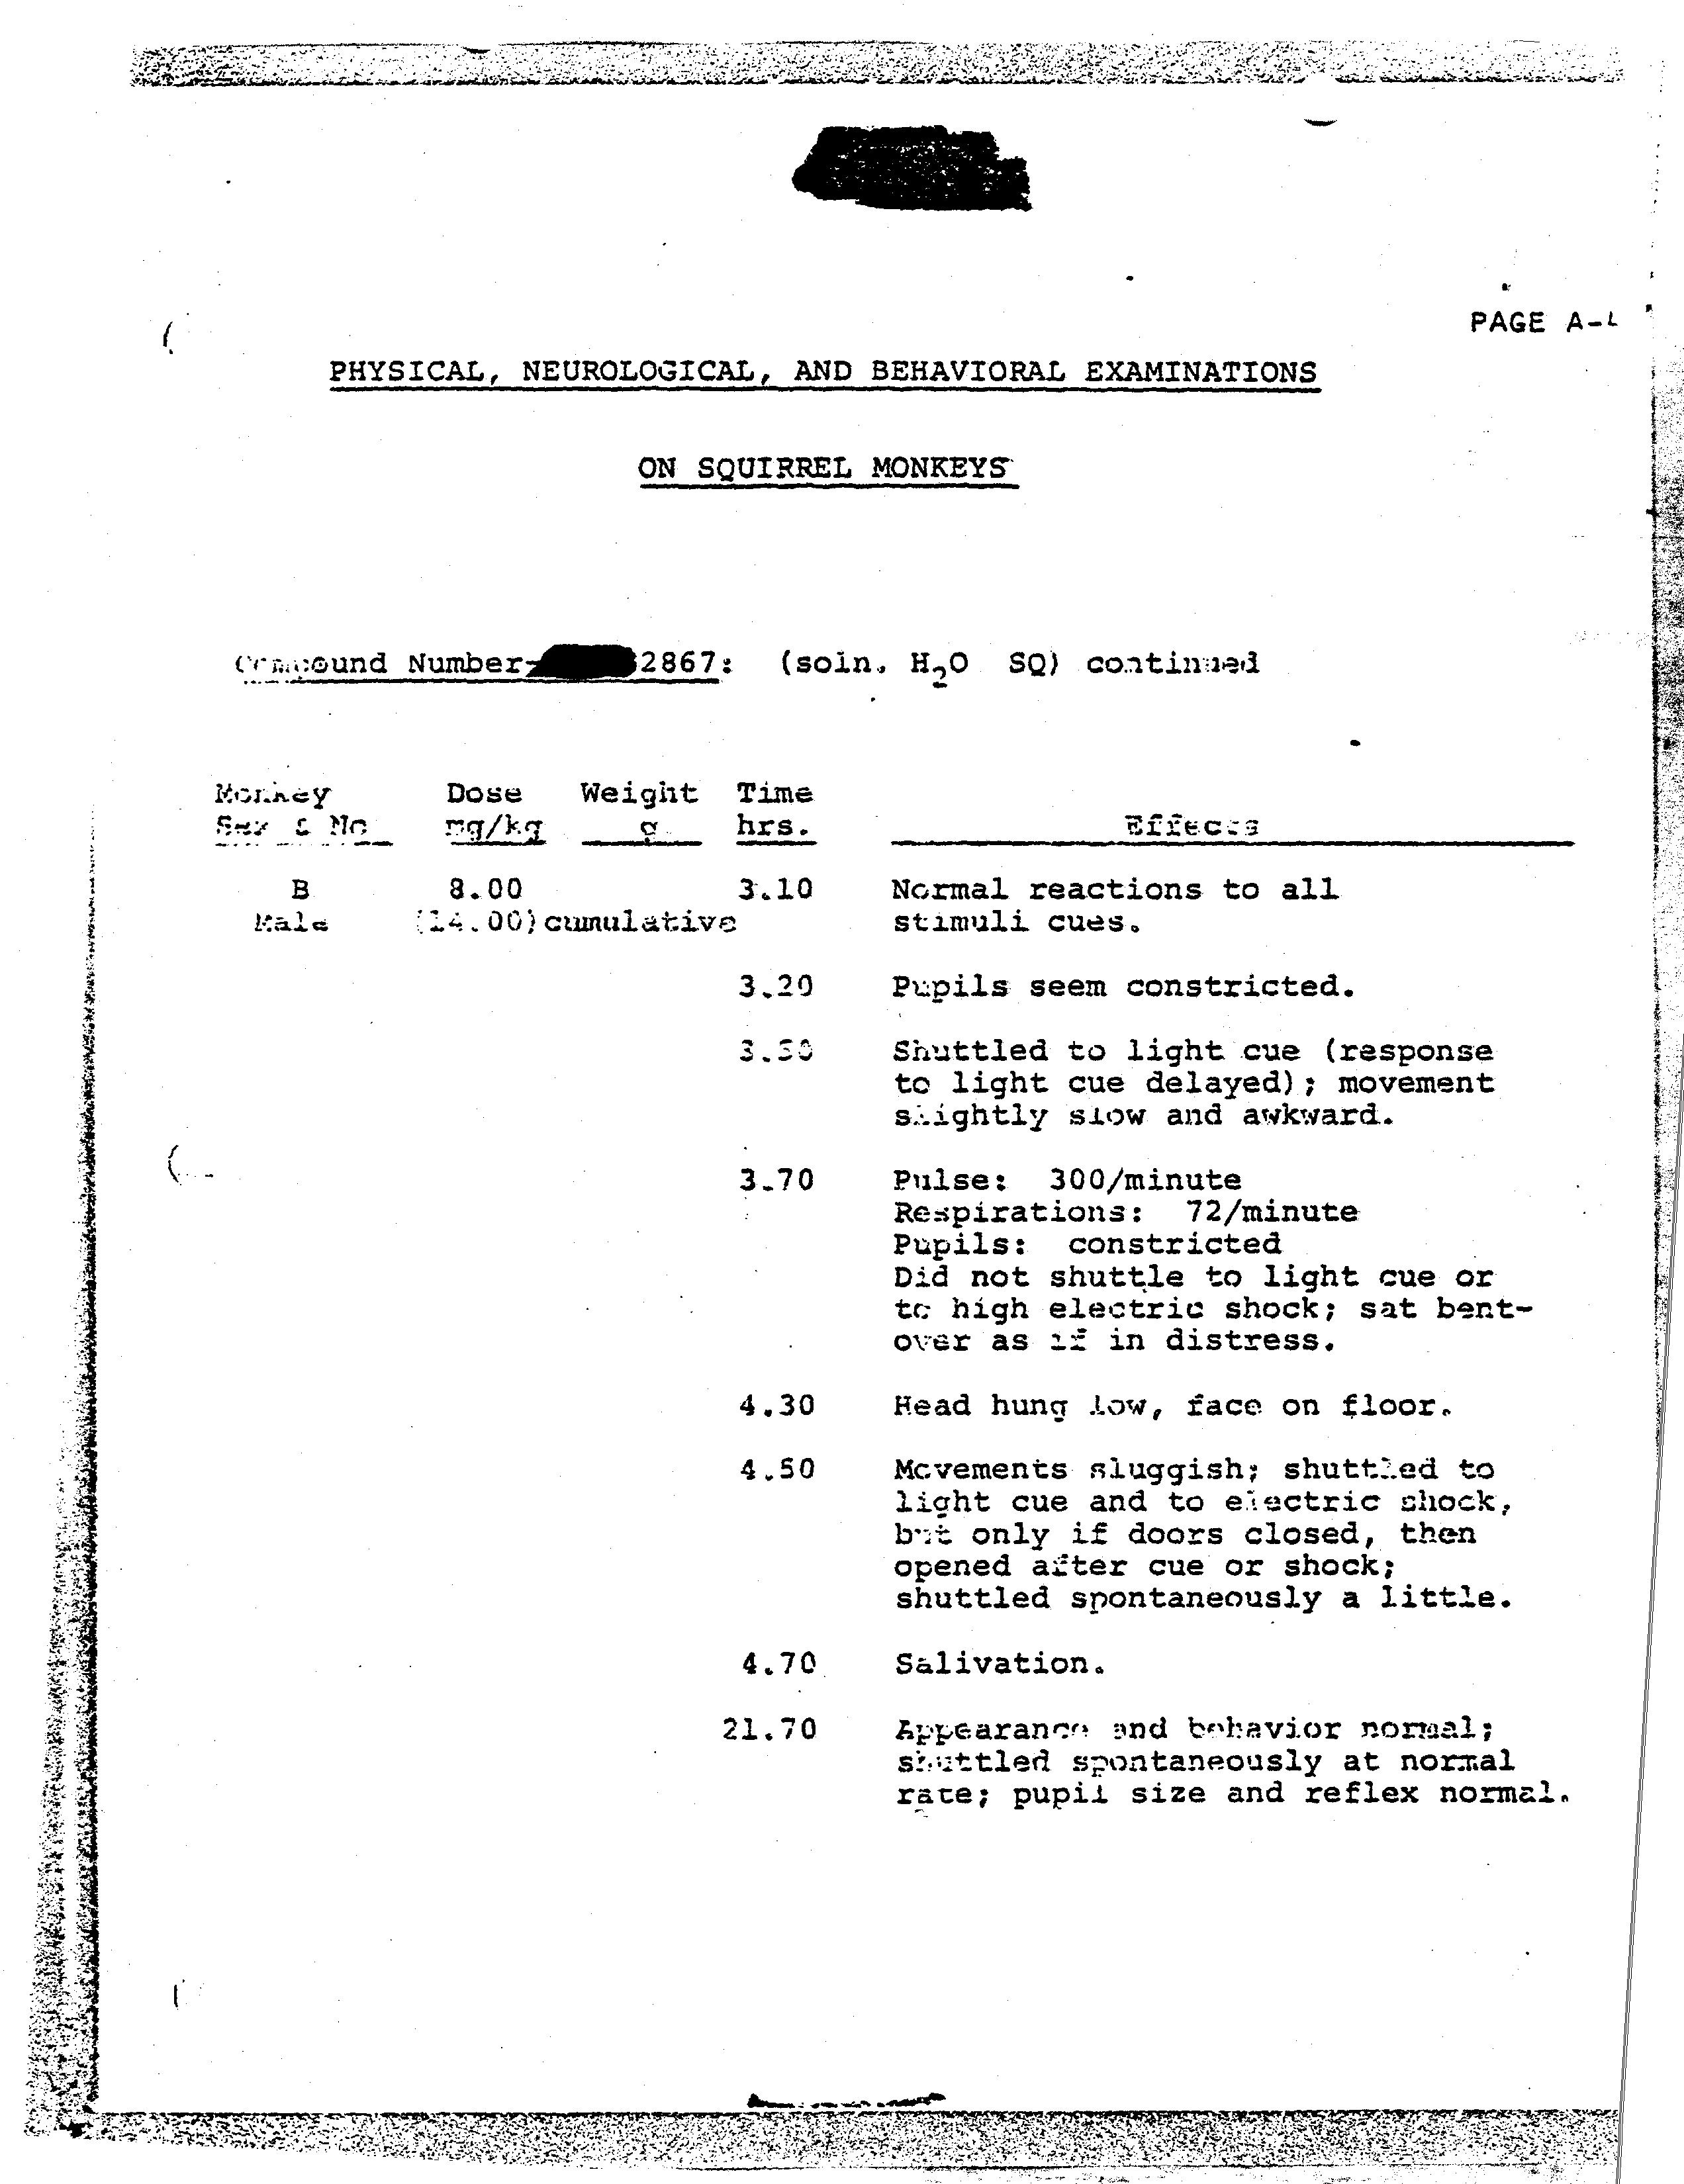 PAGE A-
PHYSICAL, NEUROLOGICAL, AND BEHAVIORAL EXAMINATIONS
ON SQUIRREL MONKEYS
Compound Number- 2867: (soln. H₂O SQ) continued
Monkey Dose Weight Time
Sex & No mg/kg g hrs. Effects
B 8.00 3.10 Normal reactions to all
Male (14.00) cumulative stimuli cues.
3.20 Pupils seem constricted.
3.50 Shuttled to light cue (response
to light cue delayed); movement
slightly slow and awkward.
3.70 Pulse: 300/minute
Respirations: 72/minute
Pupils: constricted
Did not shuttle to light cue or
to high electric shock; sat bent-
over as if in distress.
4.30 Head hung low, face on floor.
4.50 Movements sluggish; shuttled to
light cue and to electric shock,
but only if doors closed, then
opened after cue or shock;
shuttled spontaneously a little.
4.70 Salivation.
21.70 Appearance and behavior normal;
shuttled spontaneously at normal
rate; pupil size and reflex normal.